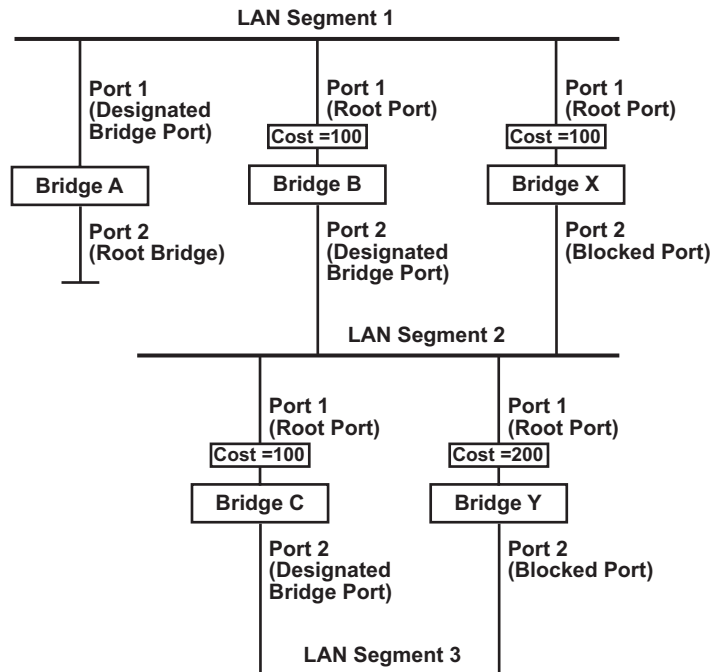 LAN Segment 1
Port 1
(Designated
Bridge Port)
Port 1
(Root Port)
Cost =100
Port 1
(Root Port)
Cost =100
Bridge A
Bridge B
Bridge X
Port 2
(Root Bridge)
Port 2
(Designated
Bridge Port)
Port 2
(Blocked Port)
LAN Segment 2
Port 1
(Root Port)
Cost =100
Port 1
(Root Port)
Cost =200
Bridge C
Bridge Y
Port 2
(Designated
Bridge Port)
Port 2
(Blocked Port)
LAN Segment 3